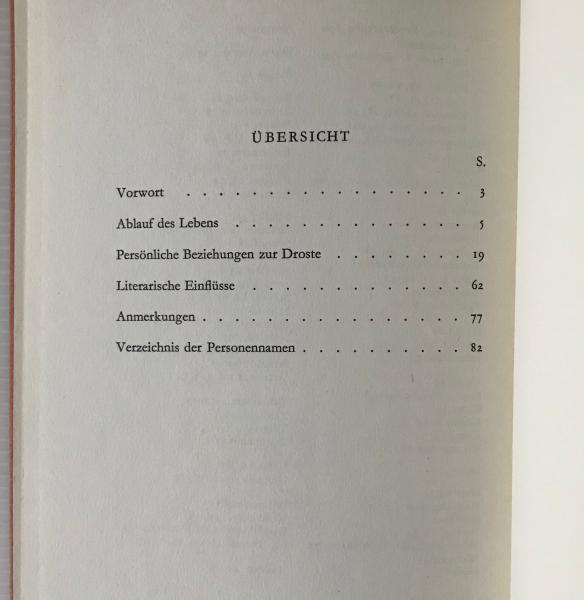 ÜBERSICHT
S.
Vorwort . . . . . . . . . . . . . . . . . 3
Ablauf des Lebens . . . . . . . . . . . . . . 5
Persönliche Beziehungen zur Droste . . . . . . . . 19
Literarische Einflüsse . . . . . . . . . . . . . 62
Anmerkungen . . . . . . . . . . . . . . . 77
Verzeichnis der Personennamen . . . . . . . . . . 82